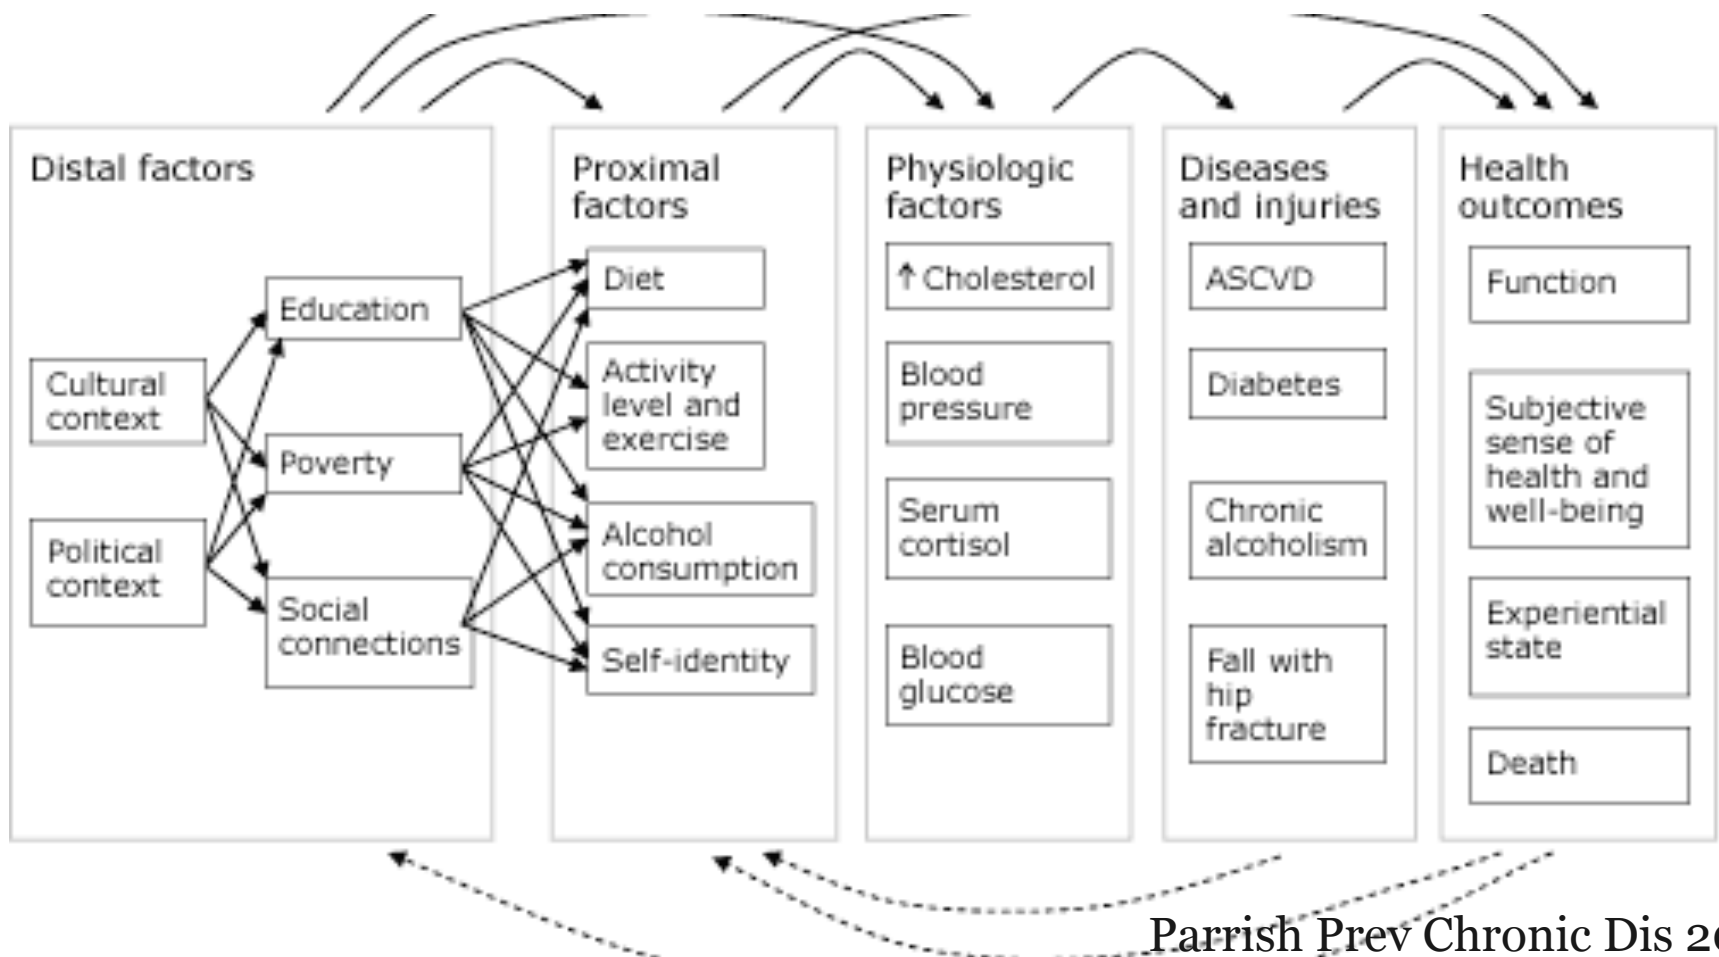 Distal factors
Cultural
context
Political
context
Education
Poverty
Social
connections
Proximal
factors
Diet
Activity
level and
exercise
Alcohol
consumption
Self-identity
Physiologic
factors
↑ Cholesterol
Blood
pressure
Serum
cortisol
Blood
glucose
Diseases
and injuries
ASCVD
Diabetes
Chronic
alcoholism
Fall with
hip
fracture
Health
outcomes
Function
Subjective
sense of
health and
well-being
Experiential
state
Death
Parrish Prev Chronic Dis